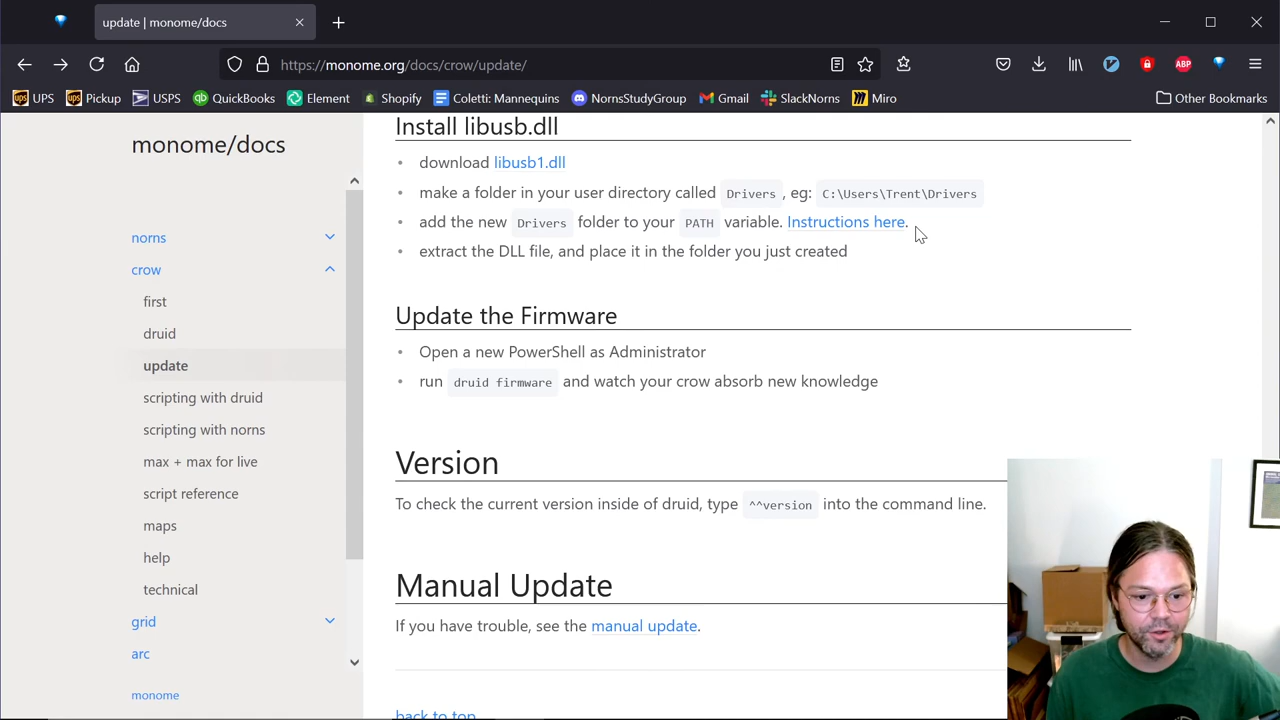 update | monome/docs
https://monome.org/docs/crow/update/
UPS
Pickup
USPS
QuickBooks
Element
Shopify
Coletti: Mannequins
NornsStudyGroup
Gmail
SlackNorns
Miro
Other Bookmarks
monome/docs
norns
crow
first
druid
update
scripting with druid
scripting with norns
max + max for live
script reference
maps
help
technical
grid
arc
monome
Install libusb.dll
download libusb1.dll
make a folder in your user directory called Drivers, eg: C:\Users\Trent\Drivers
add the new Drivers folder to your PATH variable. Instructions here.
extract the DLL file, and place it in the folder you just created
Update the Firmware
Open a new PowerShell as Administrator
run druid firmware and watch your crow absorb new knowledge
Version
To check the current version inside of druid, type ^^version into the command line.
Manual Update
If you have trouble, see the manual update.
back to top